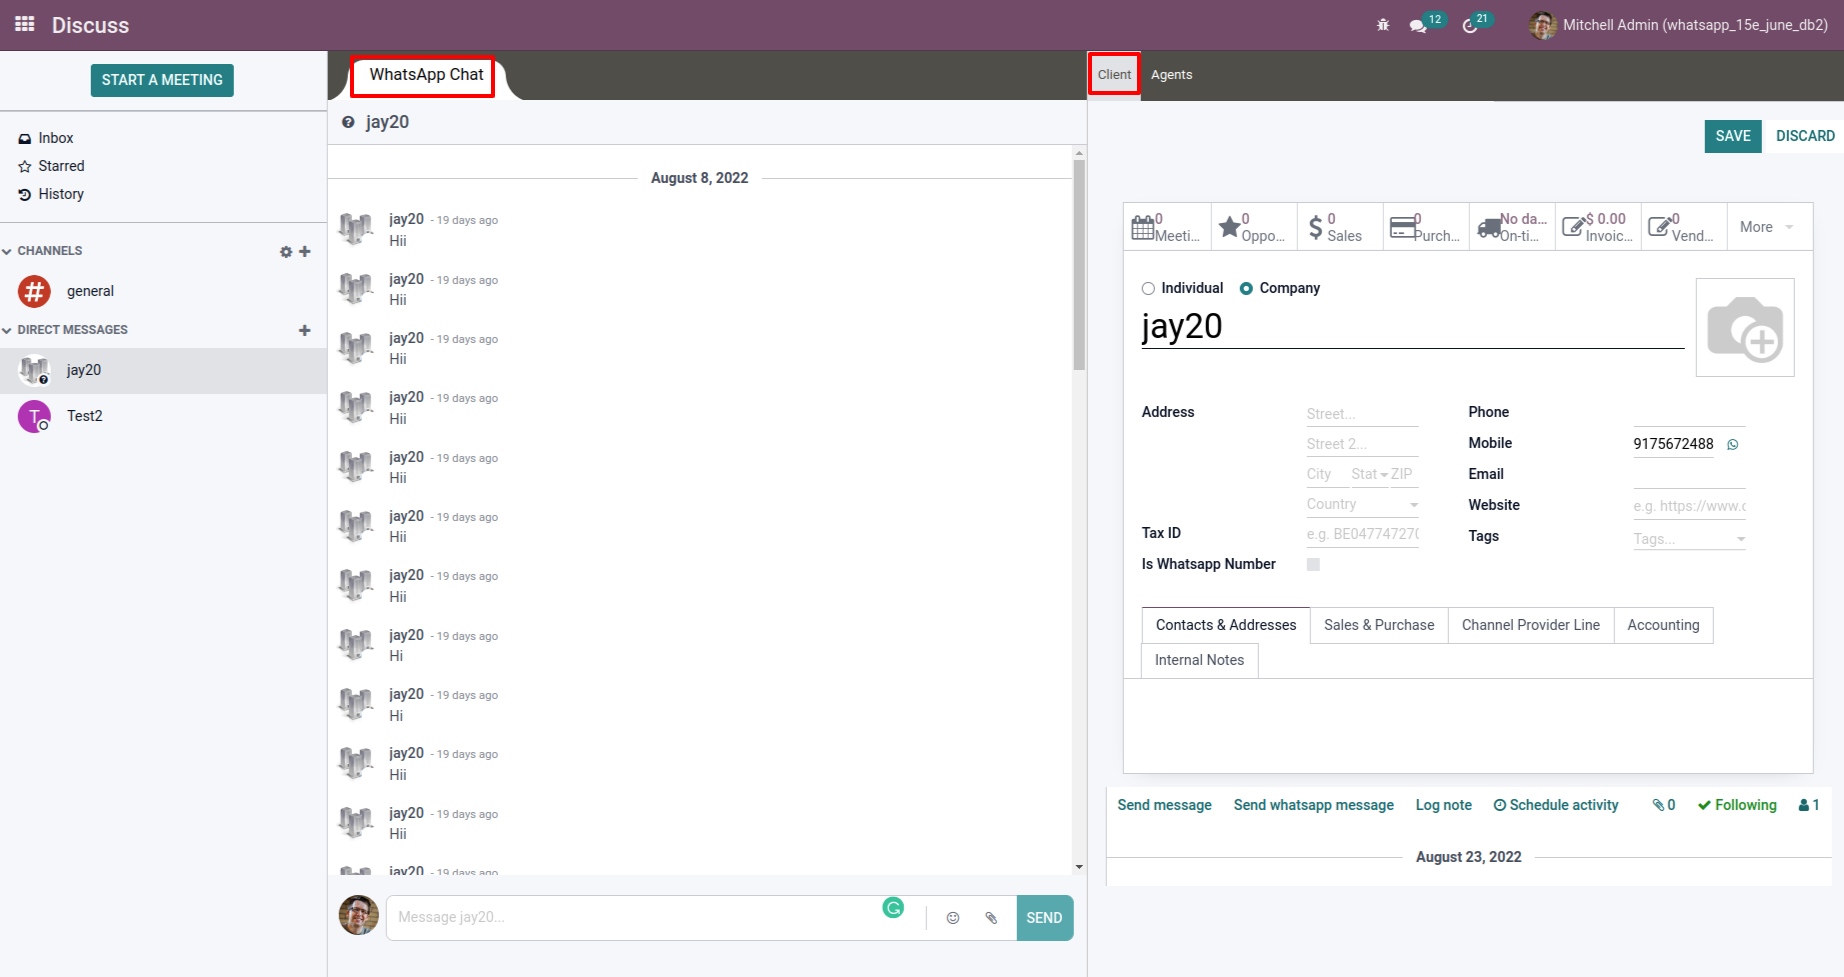 Discuss
12
21
Mitchell Admin (whatsapp_15e_june_db2)
START A MEETING
Inbox
Starred
History
CHANNELS
general
DIRECT MESSAGES
jay20
T
Test2
WhatsApp Chat
jay20
August 8, 2022
jay20 - 19 days ago
Hii
jay20 - 19 days ago
Hii
jay20 - 19 days ago
Hii
jay20 - 19 days ago
Hii
jay20 - 19 days ago
Hii
jay20 - 19 days ago
Hii
jay20 - 19 days ago
Hii
jay20 - 19 days ago
Hi
jay20 - 19 days ago
Hi
jay20 - 19 days ago
Hii
jay20 - 19 days ago
Hii
jay20 - 19 days ago
Message jay20...
SEND
Client Agents
SAVE DISCARD
0 Meeti...
0 Oppo...
0 Sales
0 Purch...
No da... On-ti...
$ 0.00 Invoic...
0 Vend...
More
Individual Company
jay20
Address
Street...
Street 2...
City Stat ZIP
Country
Tax ID
e.g. BE047747270
Is Whatsapp Number
Phone
Mobile 9175672488
Email
Website e.g. https://www.o
Tags Tags...
Contacts & Addresses Sales & Purchase Channel Provider Line Accounting
Internal Notes
Send message Send whatsapp message Log note Schedule activity 0 Following 1
August 23, 2022